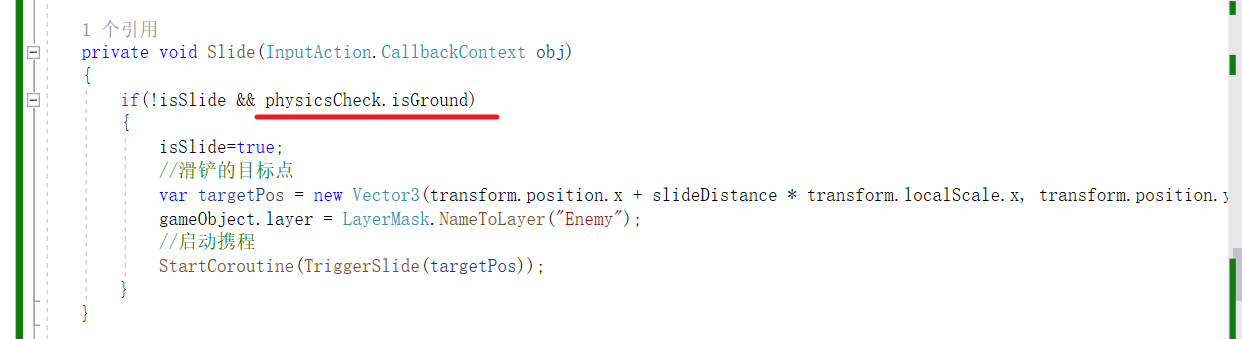 1 个引用
private void Slide(InputAction.CallbackContext obj)
{
if(!isSlide && physicsCheck.isGround)
{
isSlide=true;
//滑铲的目标点
var targetPos = new Vector3(transform.position.x + slideDistance * transform.localScale.x, transform.position.y
gameObject.layer = LayerMask.NameToLayer("Enemy");
//启动携程
StartCoroutine(TriggerSlide(targetPos));
}
}